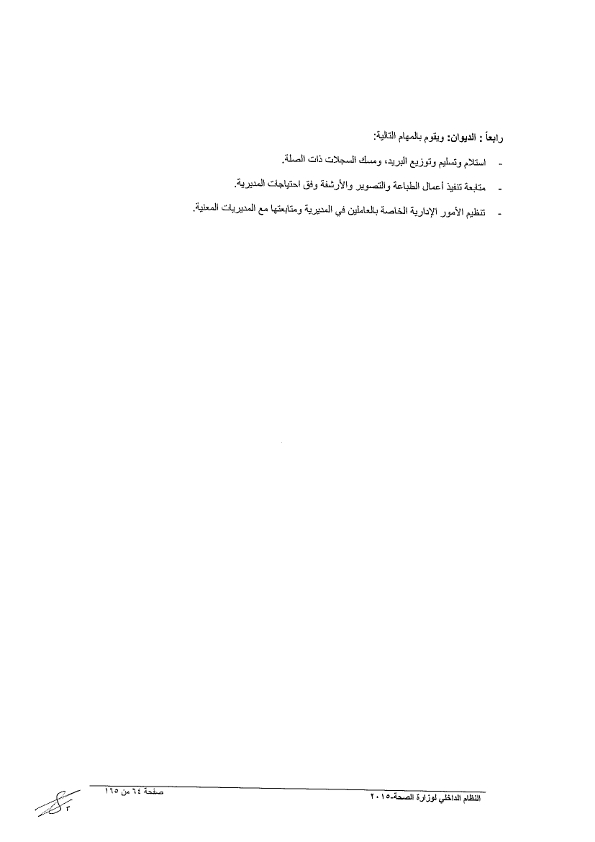 رابعاً : الديوان: ويقوم بالمهام التالية:
- استلام وتسليم وتوزيع البريد، ومسك السجلات ذات الصلة.
- متابعة تنفيذ أعمال الطباعة والتصوير والأرشفة وفق احتياجات المديرية.
- تنظيم الأمور الإدارية الخاصة بالعاملين في المديرية ومتابعتها مع المديريات المعنية.
النظام الداخلي لوزارة الصحة-٢٠١٥
صفحة ٦٤ من ١٦٥
٣